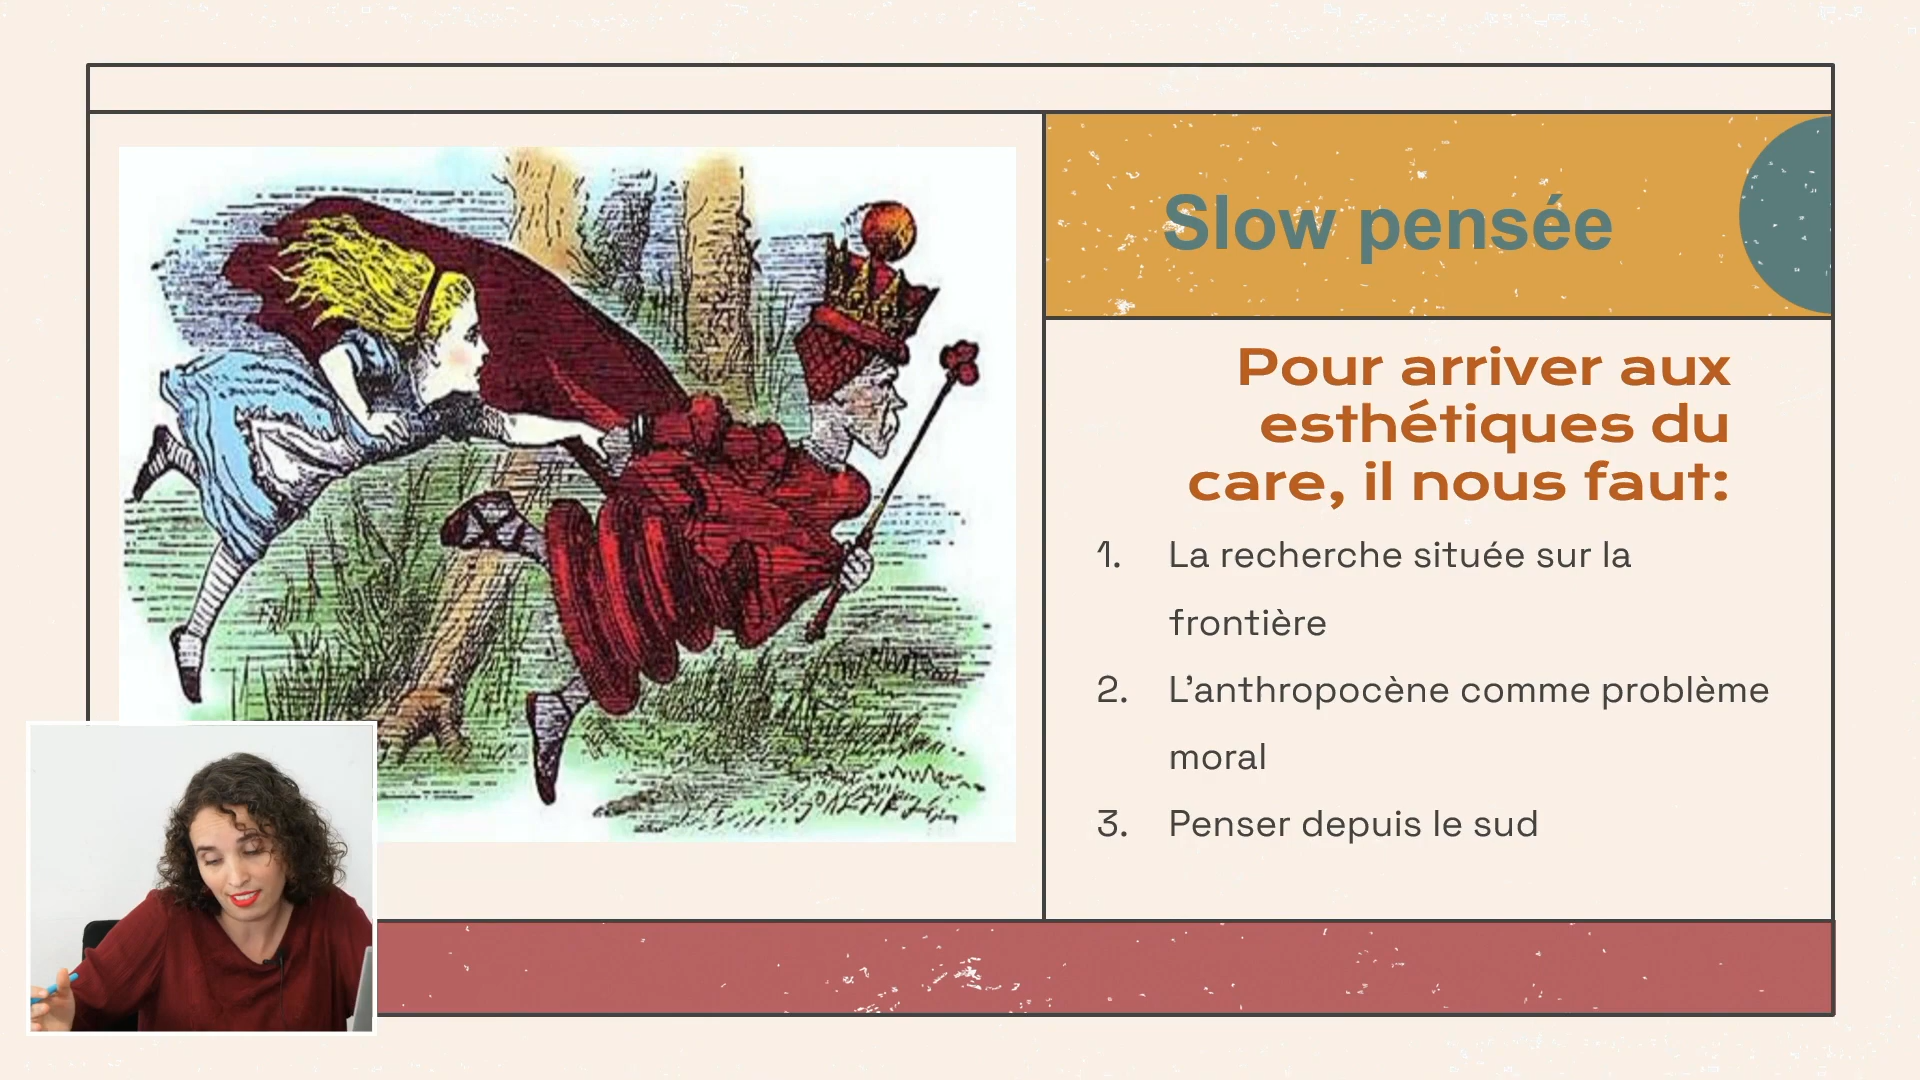 Slow pensée
Pour arriver aux
esthétiques du
care, il nous faut:
1. La recherche située sur la
frontière
2. L’anthropocène comme problème
moral
3. Penser depuis le sud